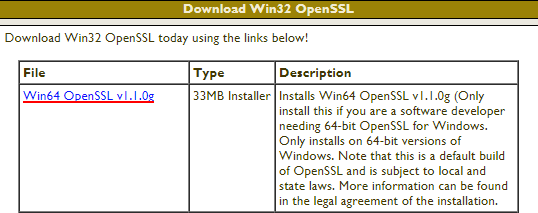 Download Win32 OpenSSL
Download Win32 OpenSSL today using the links below!
File Type Description
Win64 OpenSSL v1.1.0g 33MB Installer Installs Win64 OpenSSL v1.1.0g (Only
install this if you are a software developer
needing 64-bit OpenSSL for Windows.
Only installs on 64-bit versions of
Windows. Note that this is a default build
of OpenSSL and is subject to local and
state laws. More information can be found
in the legal agreement of the installation.